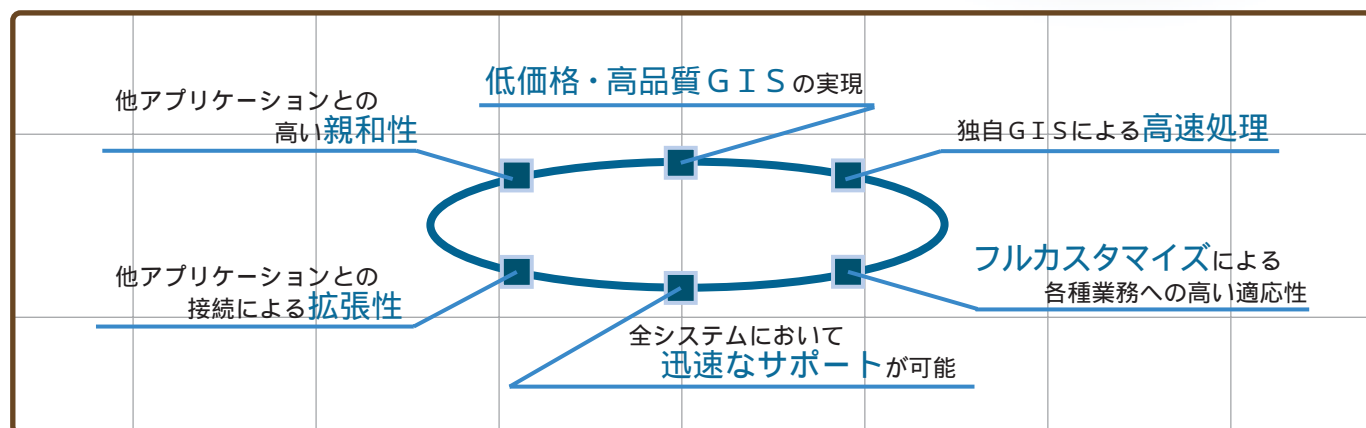 低価格・高品質ＧＩＳの実現
他アプリケーションとの
高い親和性
独自ＧＩＳによる高速処理
他アプリケーションとの
接続による拡張性
フルカスタマイズによる
各種業務への高い適応性
全システムにおいて
迅速なサポートが可能